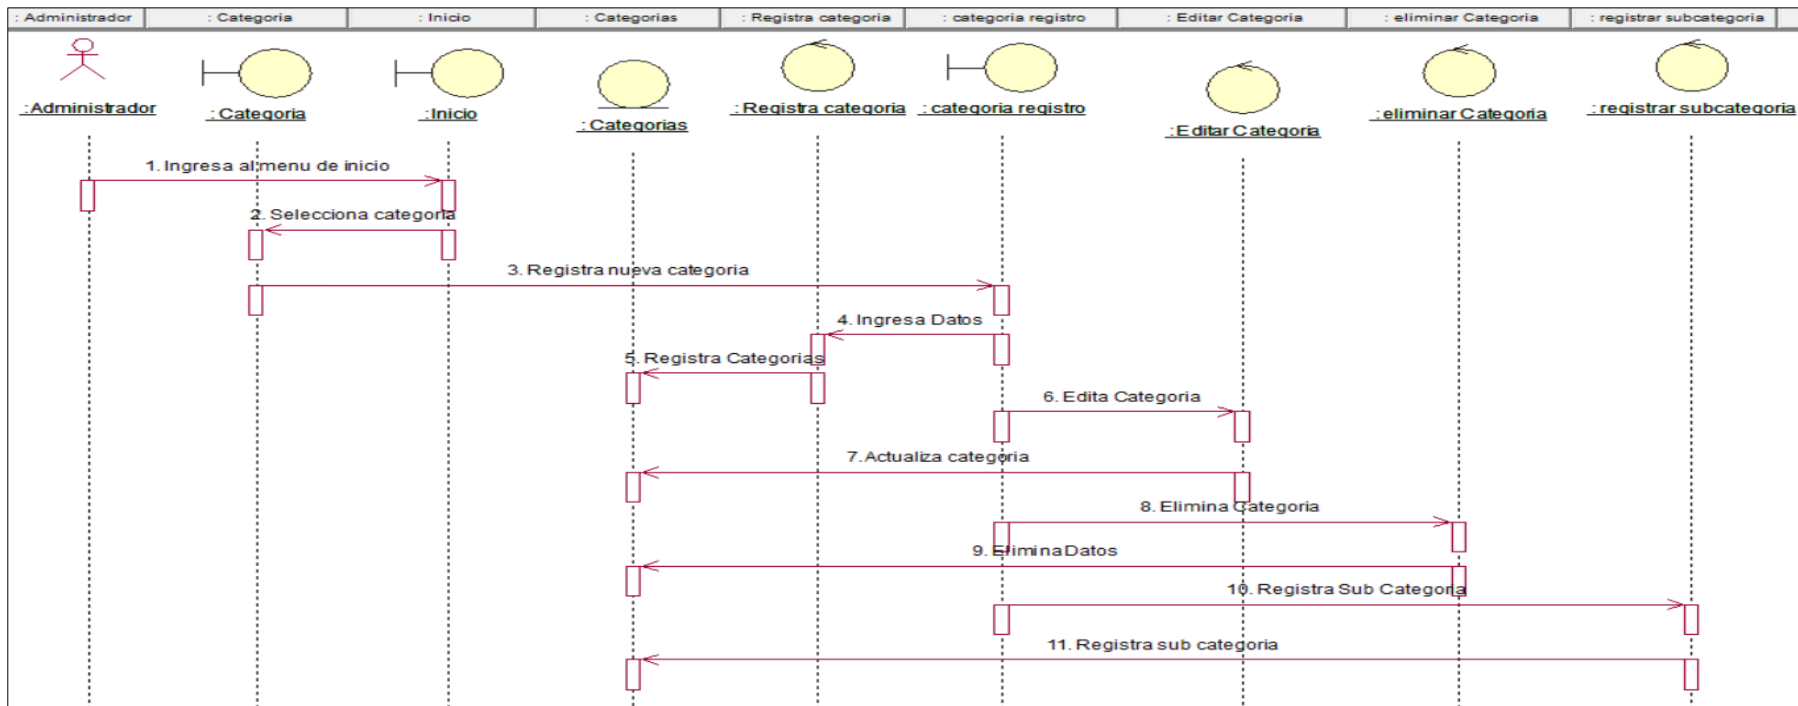 : Administrador
: Categoria
: Inicio
: Categorias
: Registra categoria
: categoria registro
: Editar Categoria
: eliminar Categoria
: registrar subcategoria
:Administrador
: Categoria
:Inicio
: Categorias
: Registra categoria
: categoria registro
: Editar Categoria
: eliminar Categoria
: registrar subcategoria
1. Ingresa al menu de inicio
2. Selecciona categoria
3. Registra nueva categoria
4. Ingresa Datos
5. Registra Categorias
6. Edita Categoria
7. Actualiza categoria
8. Elimina Categoria
9. Elimina Datos
10. Registra Sub Categoria
11. Registra sub categoria